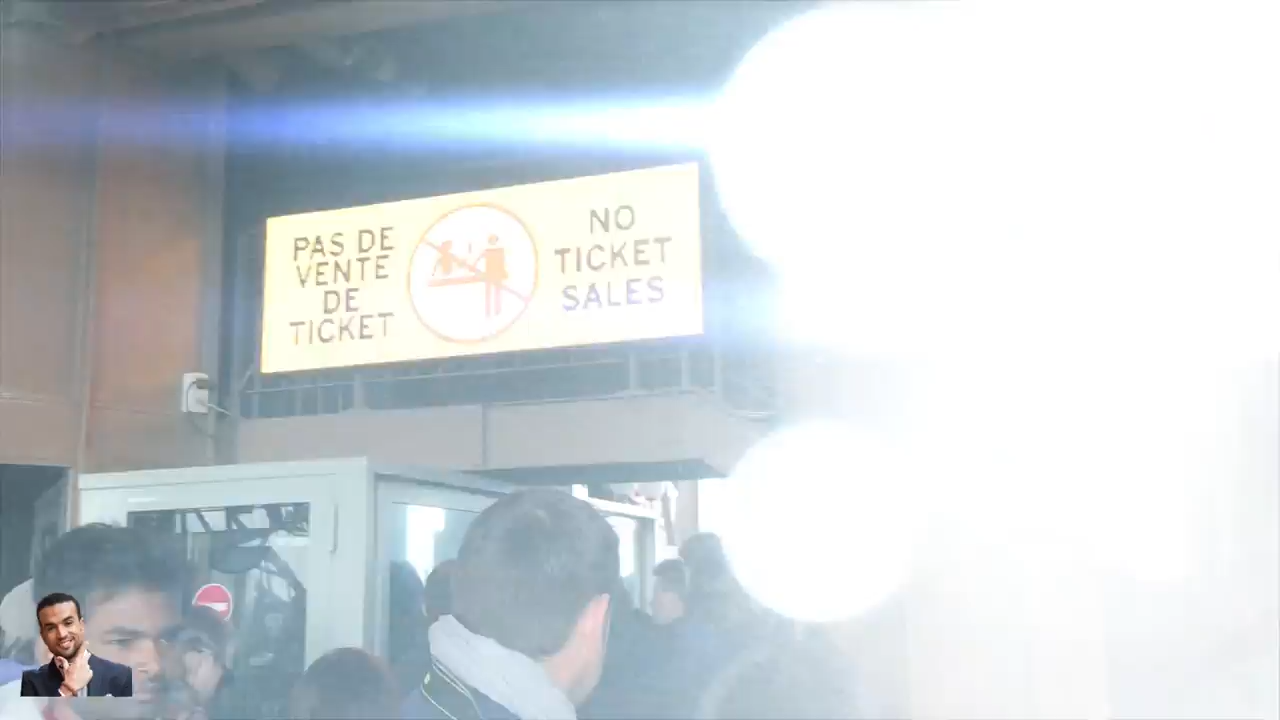 PAS DE
VENTE
DE
TICKET
NO
TICKET
SALES